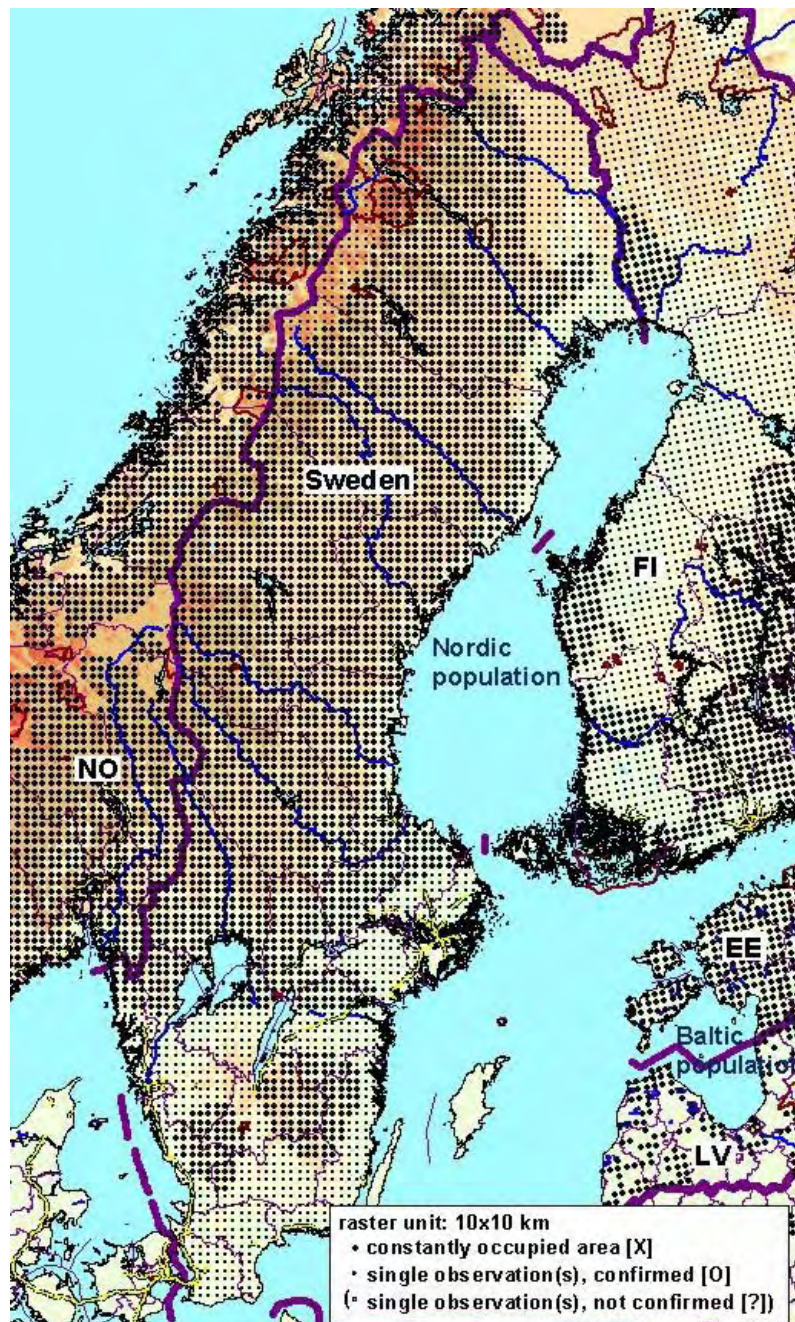 Sweden
FI
Nordic
population
NO
EE
Baltic
population
LV
raster unit: 10x10 km
• constantly occupied area [X]
• single observation(s), confirmed [O]
(▫ single observation(s), not confirmed [?])